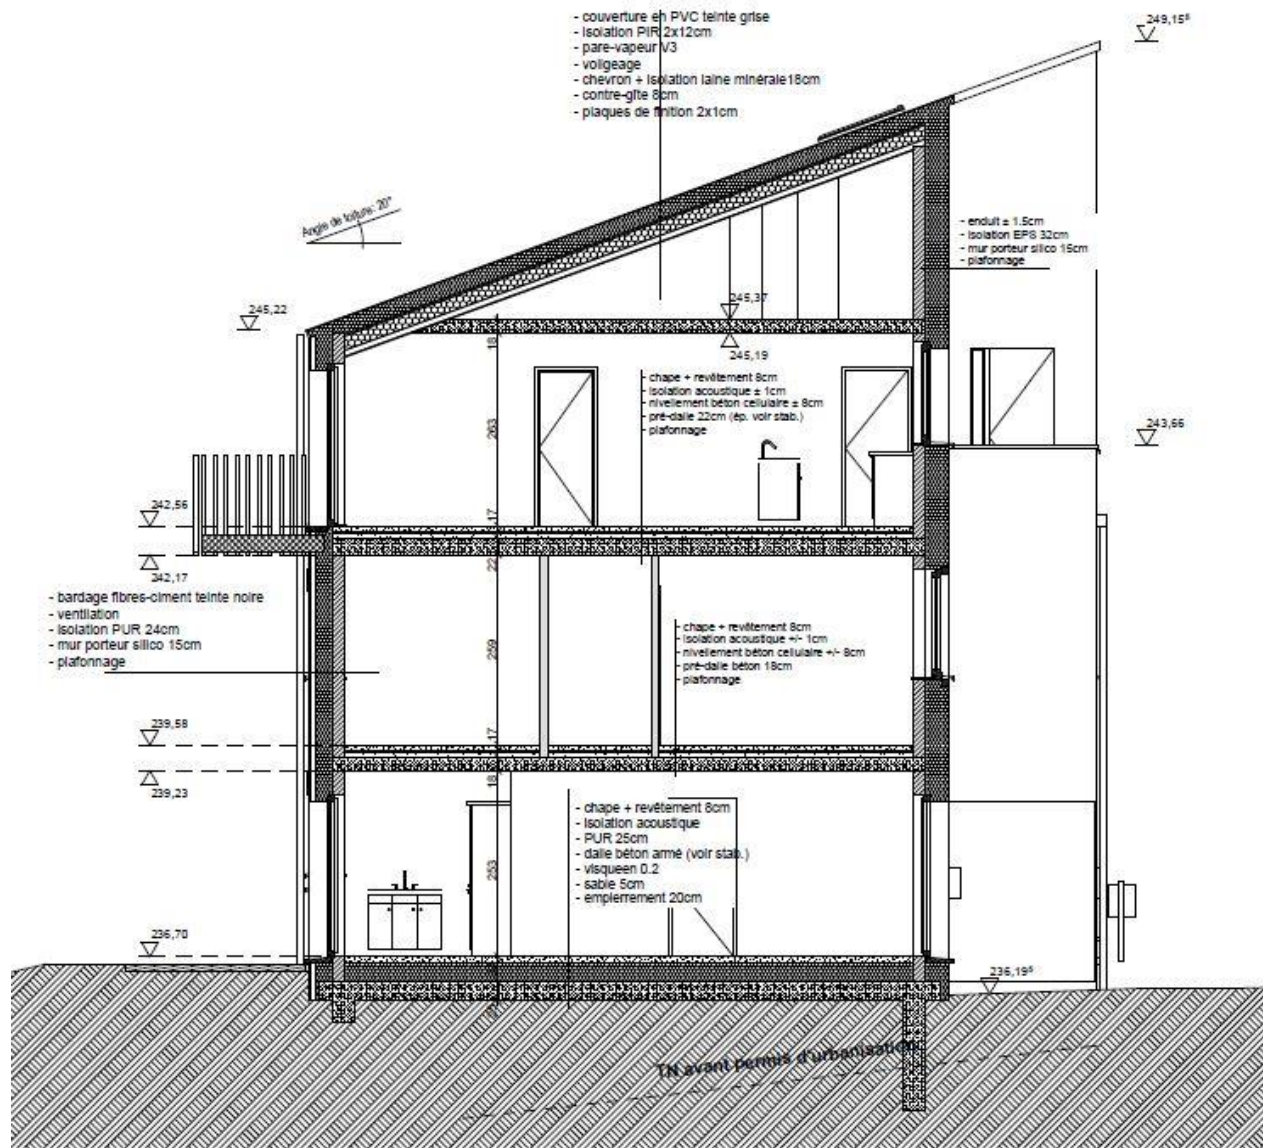 - couverture en PVC teinte grise
- isolation PIR 2x12cm
- pare-vapeur V3
- voligeage
- chevron + isolation laine minérale18cm
- contre-gîte 8cm
- plaques de finition 2x1cm
249,15⁵
Angle de toiture: 20°
- enduit ± 1.5cm
- isolation EPS 32cm
- mur porteur silico 15cm
- plafonnage
245,22
245,37
245,19
18
- chape + revêtement 8cm
- isolation acoustique ± 1cm
- nivellement béton cellulaire ± 8cm
- pré-dalle 22cm (ép. voir stab.)
- plafonnage
263
243,66
242,56
17
242,17
22
- bardage fibres-ciment teinte noire
- ventilation
- isolation PUR 24cm
- mur porteur silico 15cm
- plafonnage
- chape + revêtement 8cm
- isolation acoustique +/- 1cm
- nivellement béton cellulaire +/- 8cm
- pré-dalle béton 18cm
- plafonnage
259
239,58
17
239,23
18
- chape + revêtement 8cm
- isolation acoustique
- PUR 25cm
- dalle béton armé (voir stab.)
- visqueen 0.2
- sable 5cm
- empierrement 20cm
253
236,70
236,19⁵
TN avant permis d'urbanisation